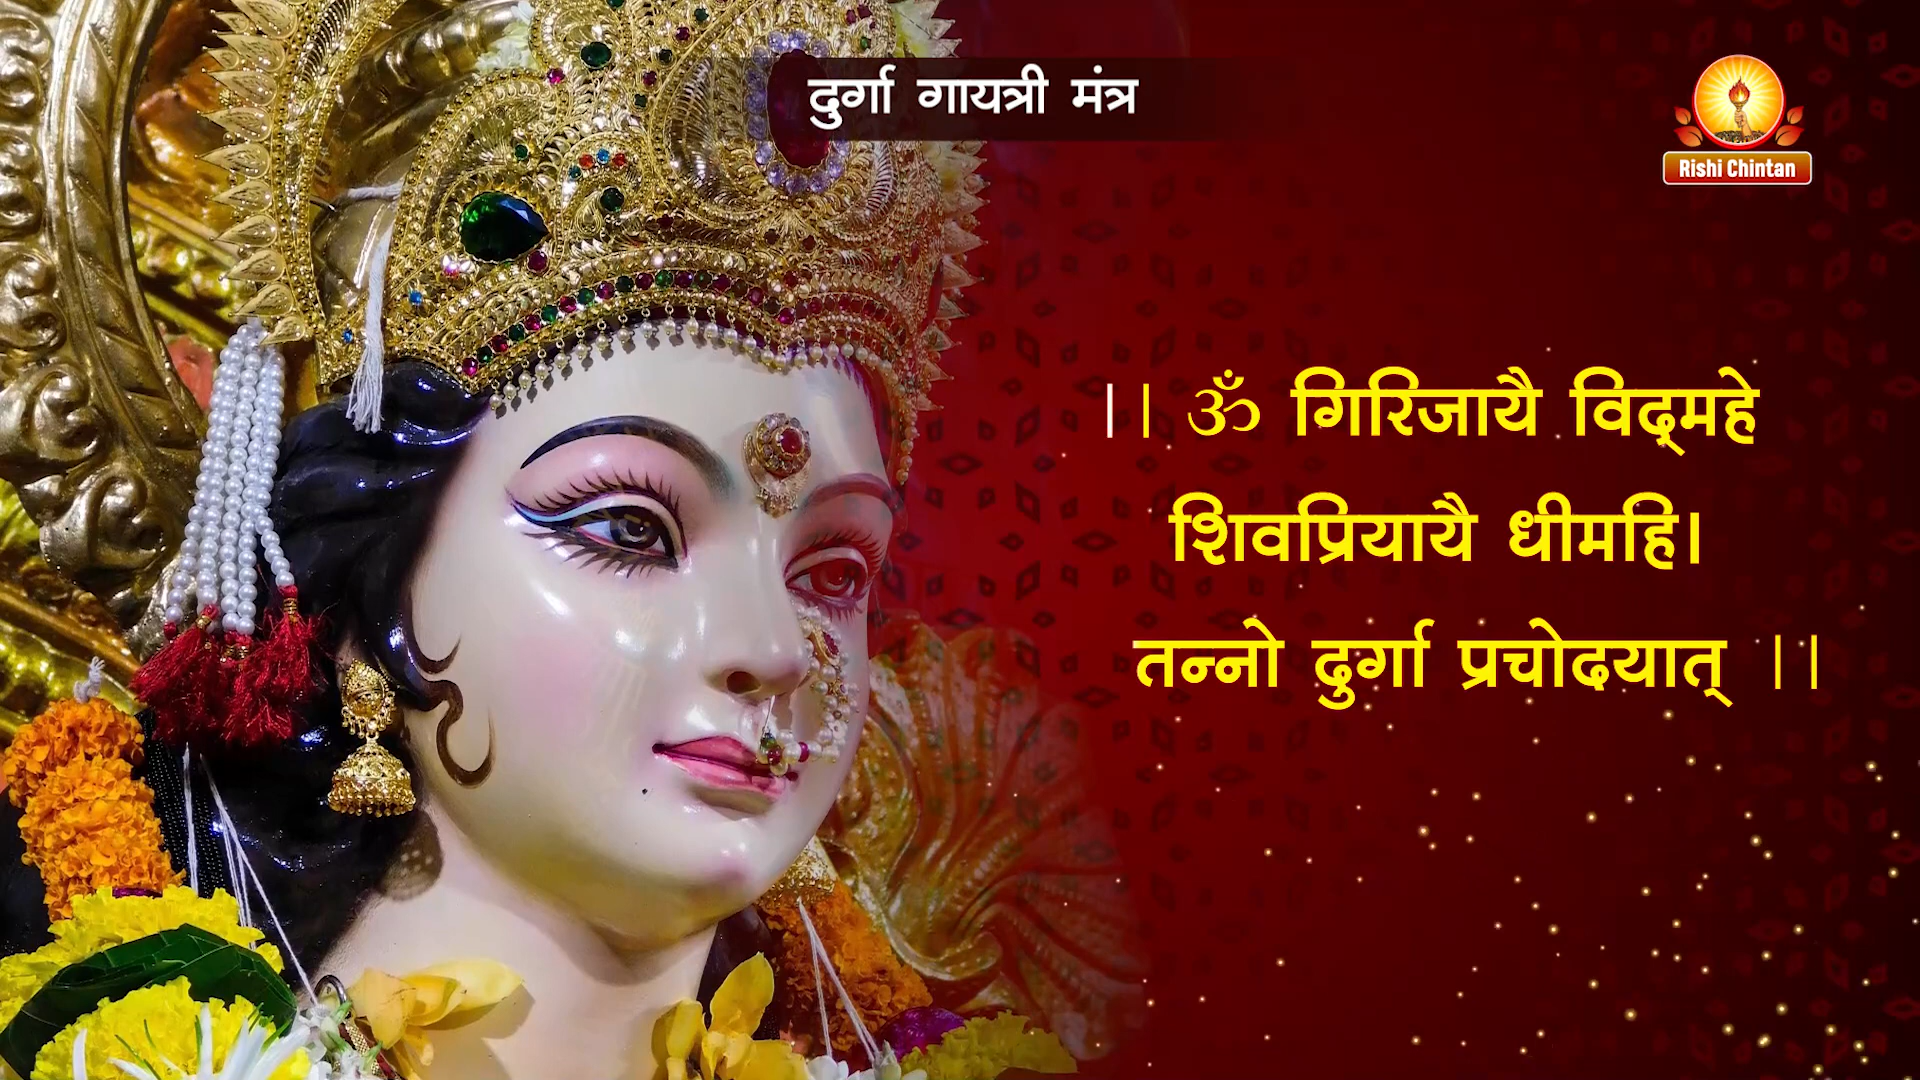 दुर्गा गायत्री मंत्र
Rishi Chintan
।। ॐ गिरिजायै विद्‌महे
शिवप्रियायै धीमहि।
तन्नो दुर्गा प्रचोदयात् ।।